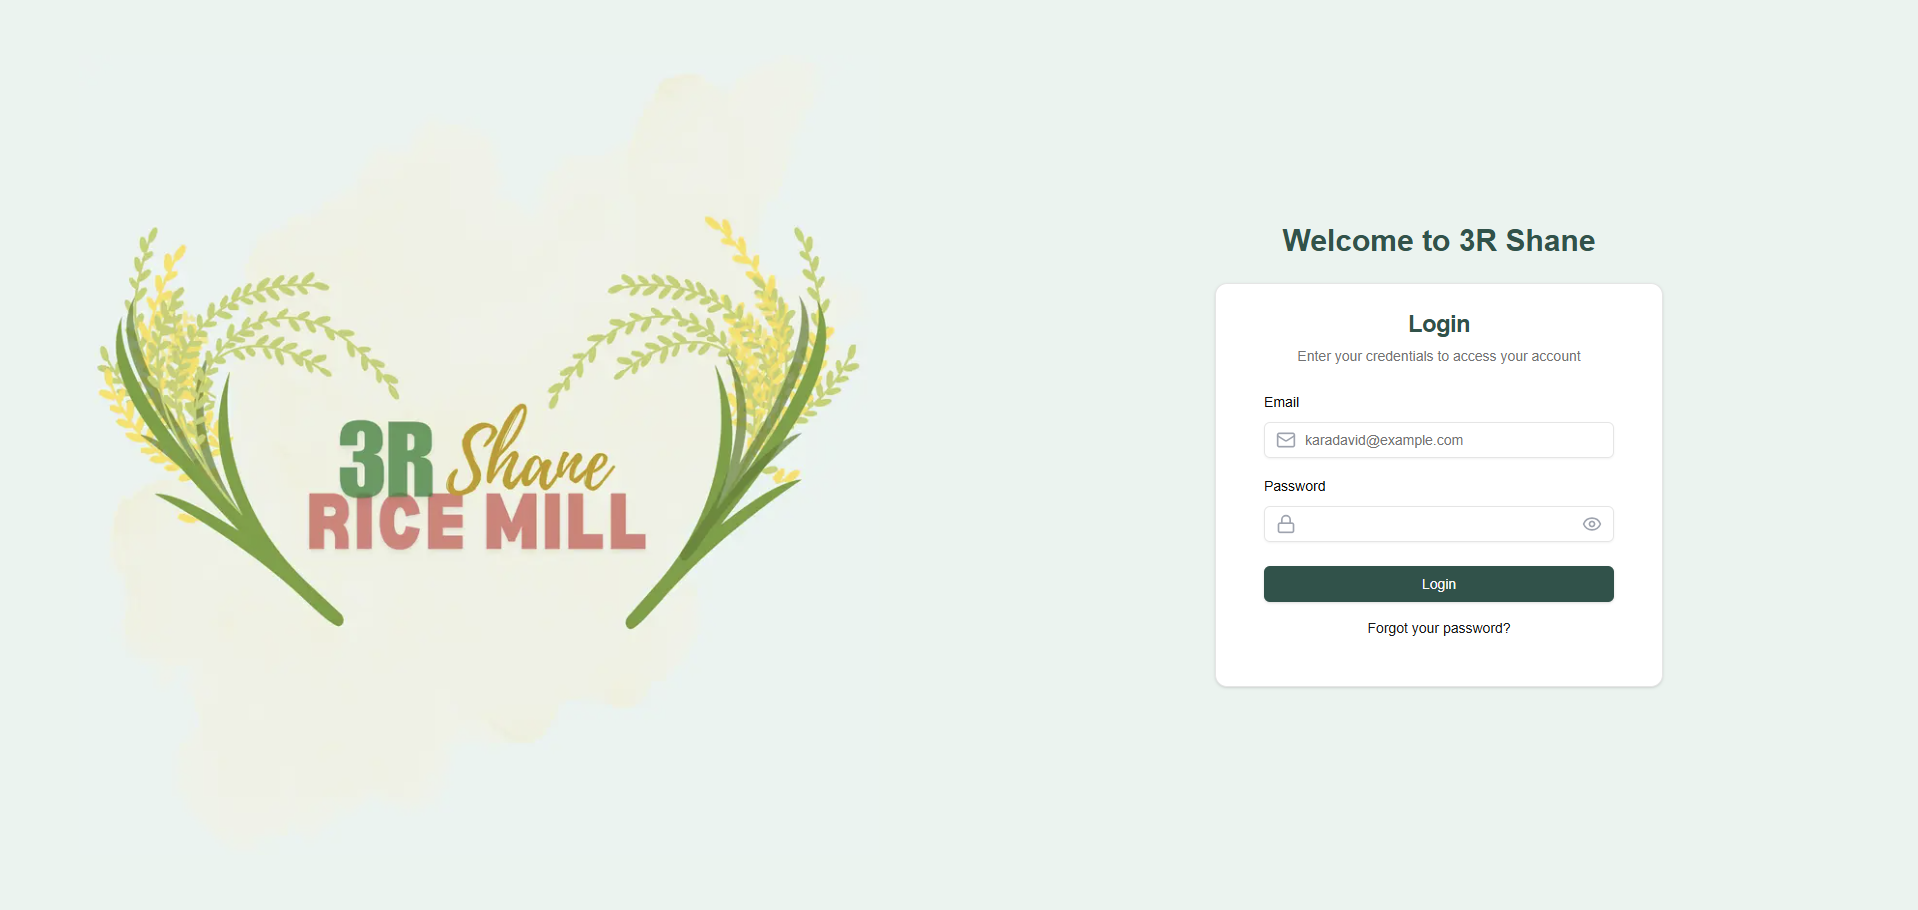 3R Shane
RICE MILL
Welcome to 3R Shane
Login
Enter your credentials to access your account
Email
karadavid@example.com
Password
Login
Forgot your password?